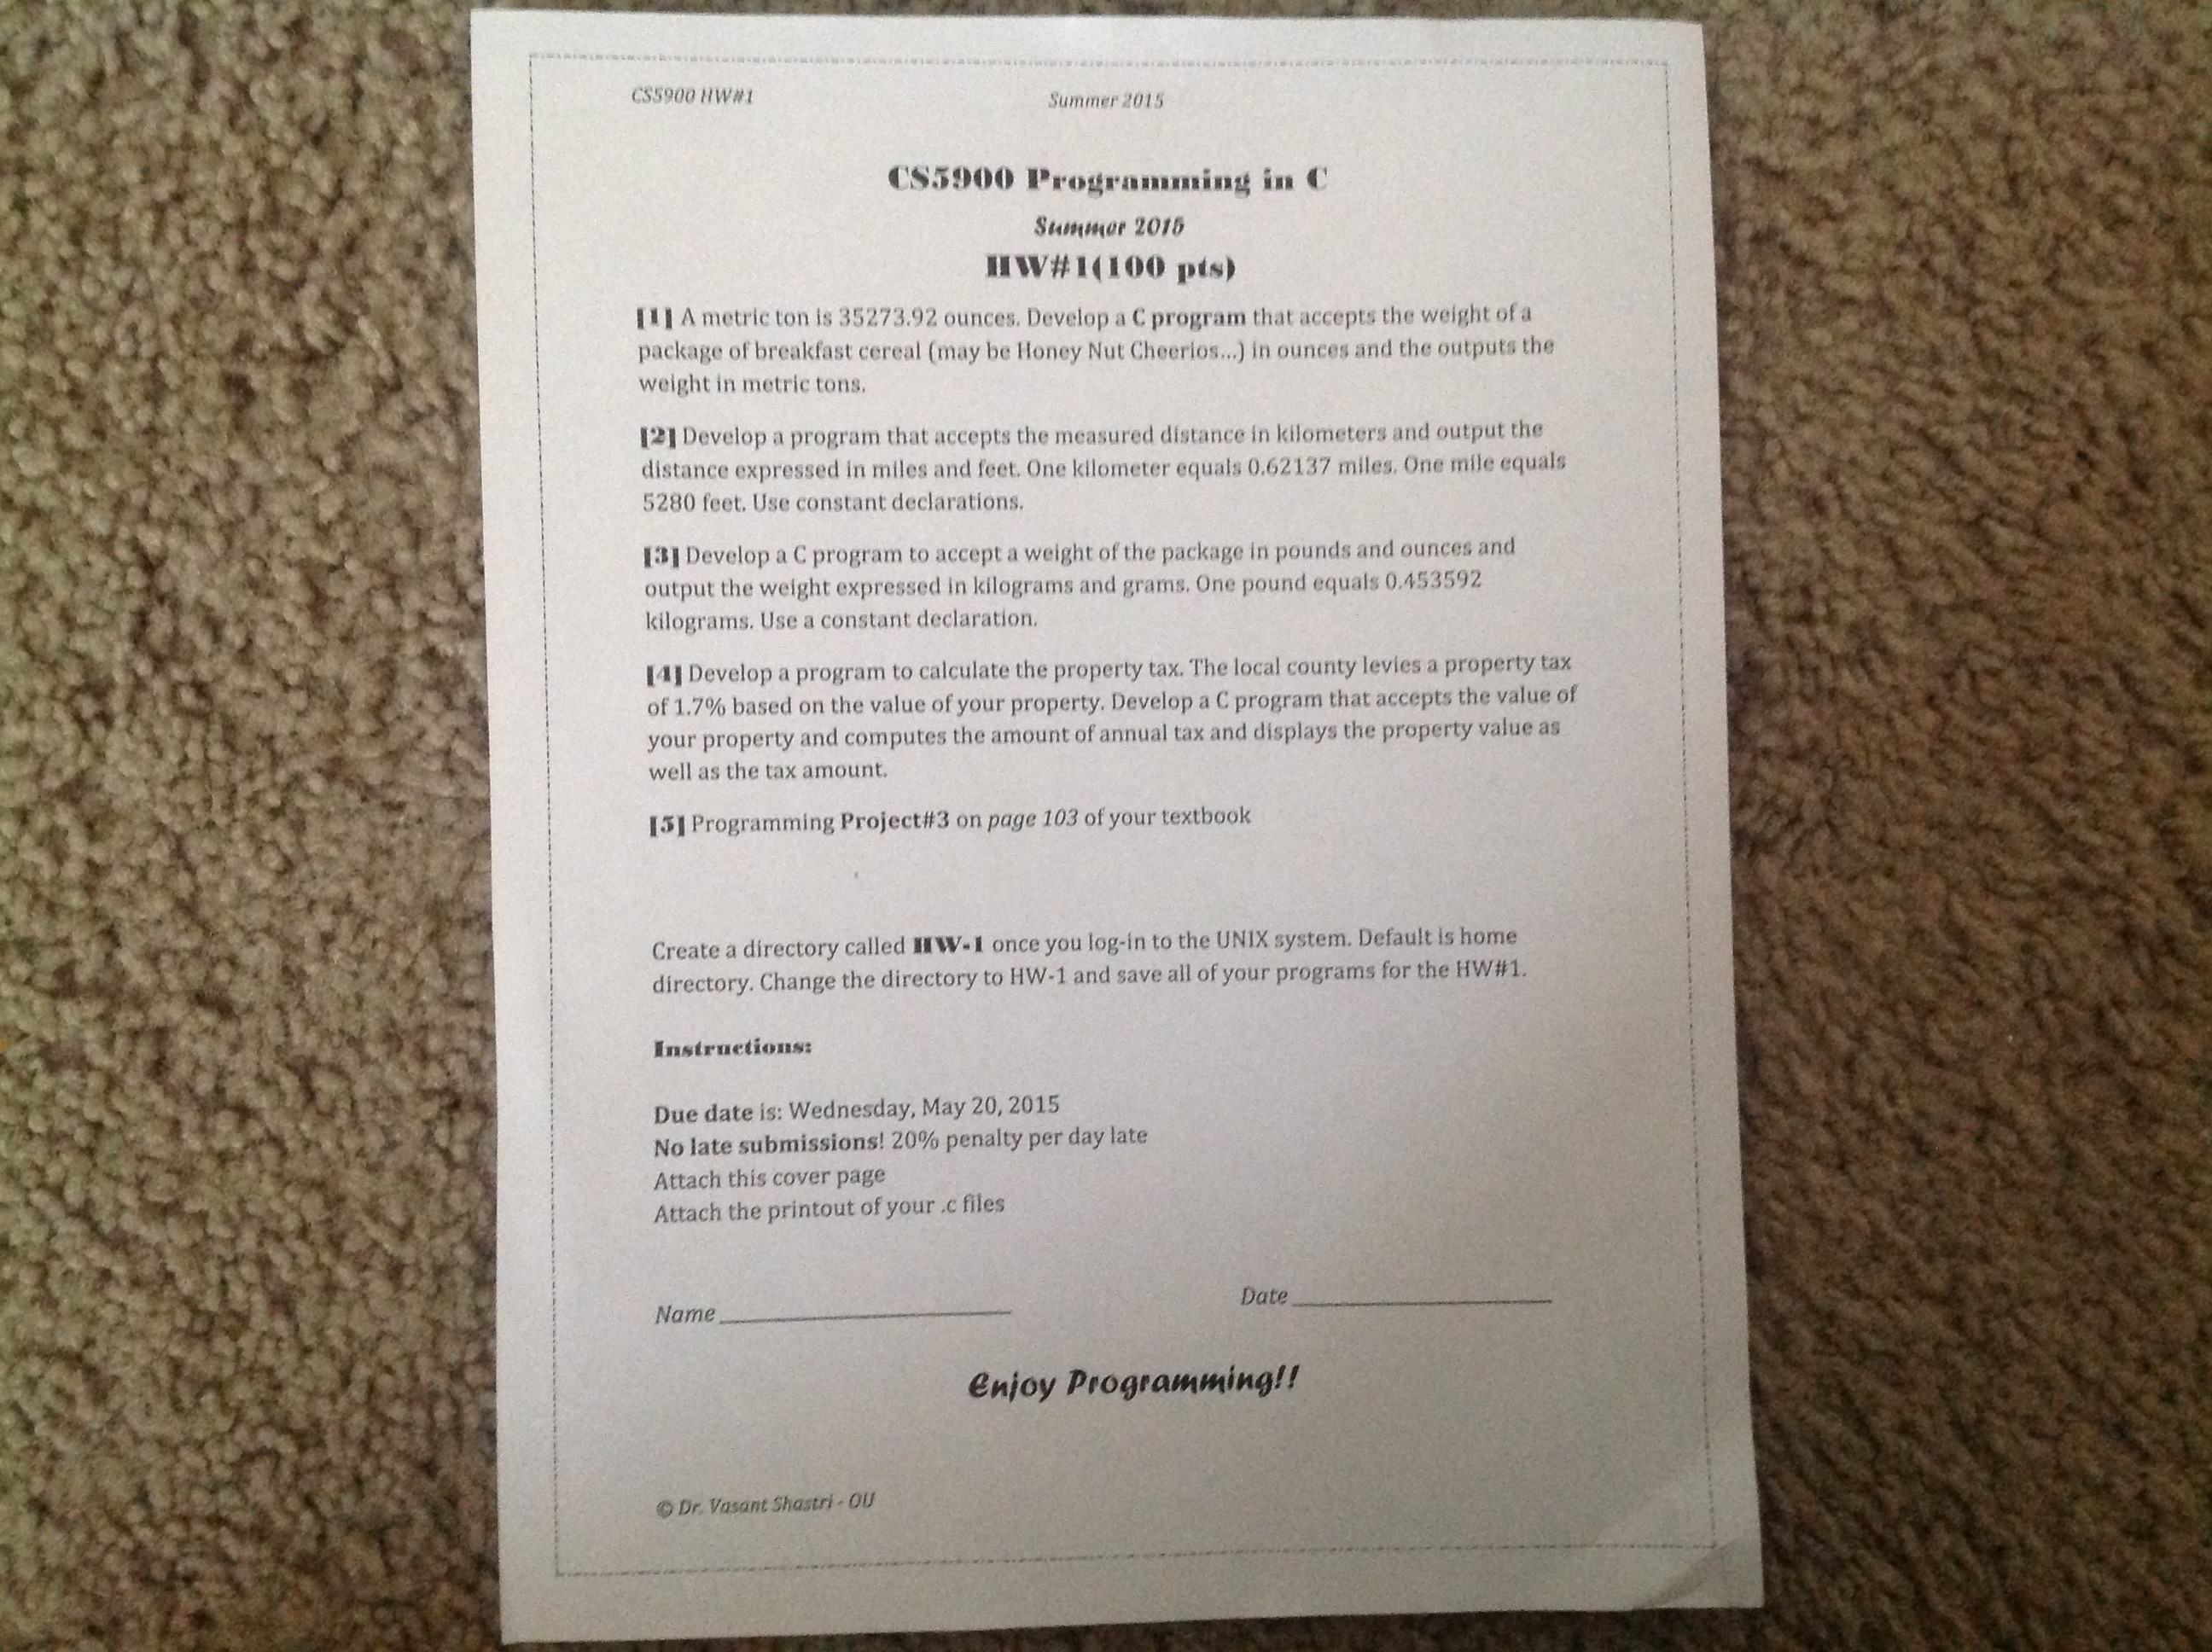 CS5900 HW#1 Summer 2015
CS5900 Programming in C
Summer 2015
HW#1(100 pts)
[1] A metric ton is 35273.92 ounces. Develop a C program that accepts the weight of a
package of breakfast cereal (may be Honey Nut Cheerios...) in ounces and the outputs the
weight in metric tons.
[2] Develop a program that accepts the measured distance in kilometers and output the
distance expressed in miles and feet. One kilometer equals 0.62137 miles. One mile equals
5280 feet. Use constant declarations.
[3] Develop a C program to accept a weight of the package in pounds and ounces and
output the weight expressed in kilograms and grams. One pound equals 0.453592
kilograms. Use a constant declaration.
[4] Develop a program to calculate the property tax. The local county levies a property tax
of 1.7% based on the value of your property. Develop a C program that accepts the value of
your property and computes the amount of annual tax and displays the property value as
well as the tax amount.
[5] Programming Project#3 on page 103 of your textbook
Create a directory called HW-1 once you log-in to the UNIX system. Default is home
directory. Change the directory to HW-1 and save all of your programs for the HW#1.
Instructions:
Due date is: Wednesday, May 20, 2015
No late submissions! 20% penalty per day late
Attach this cover page
Attach the printout of your .c files
Name Date
Enjoy Programming!!
© Dr. Vasant Shastri - OU